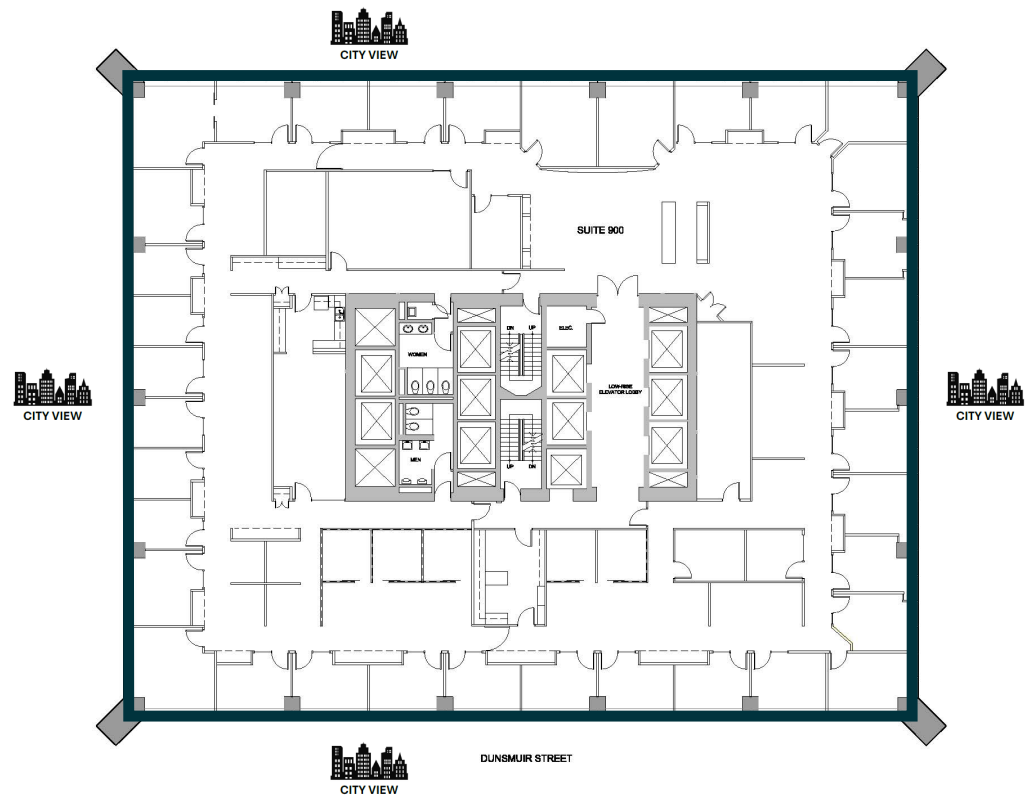 CITY VIEW
SUITE 900
DN UP
ELEC.
WOMEN
LOW-RISE
ELEVATOR LOBBY
CITY VIEW
CITY VIEW
MEN
UP DN
DUNSMUIR STREET
CITY VIEW